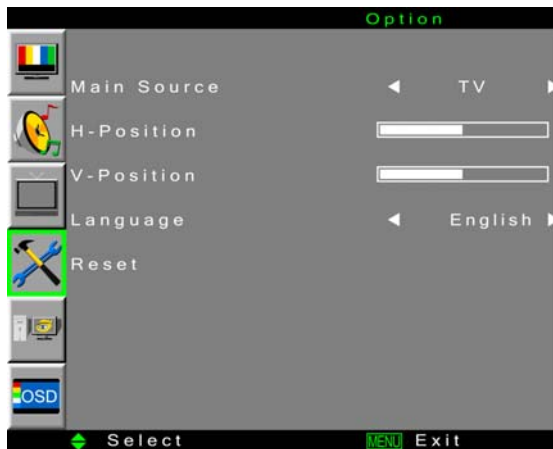 Option
Main Source TV
H-Position
V-Position
Language English
Reset
OSD
Select MENU Exit